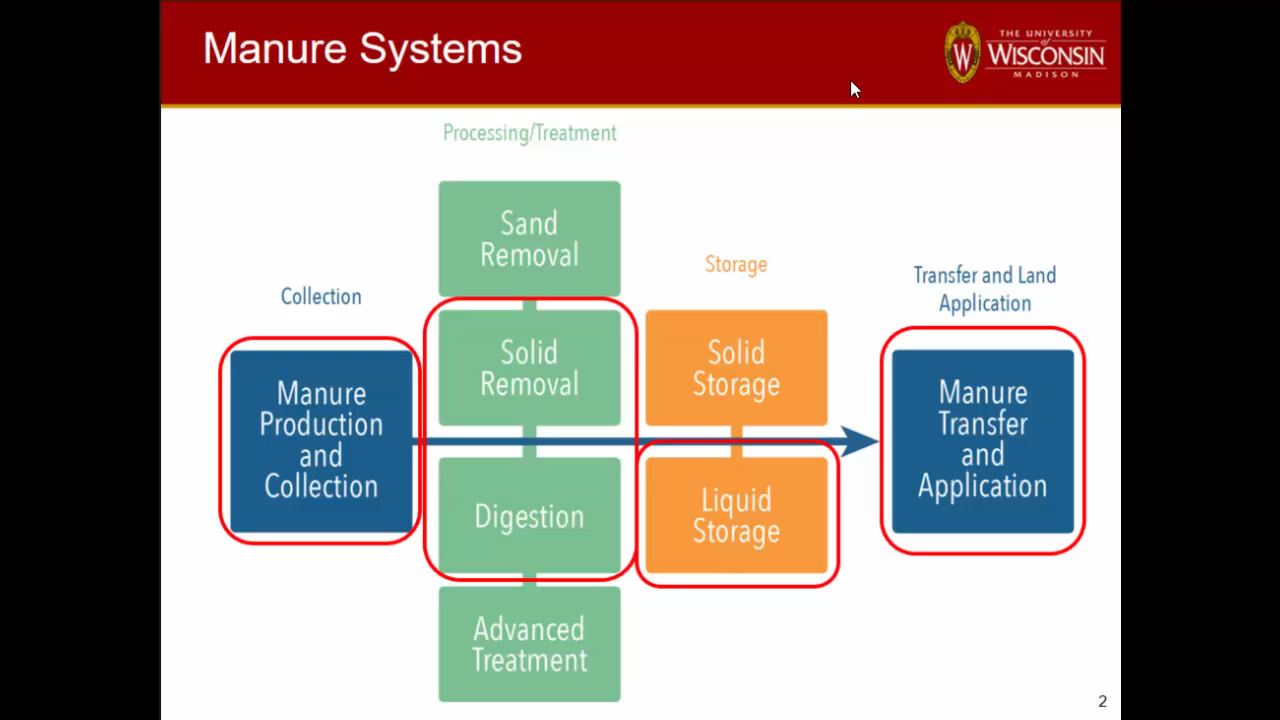 Manure Systems
THE UNIVERSITY
of
WISCONSIN
MADISON
Processing/Treatment
Sand
Removal
Storage
Transfer and Land
Application
Collection
Solid
Removal
Solid
Storage
Manure
Production
and
Collection
Manure
Transfer
and
Application
Digestion
Liquid
Storage
Advanced
Treatment
2